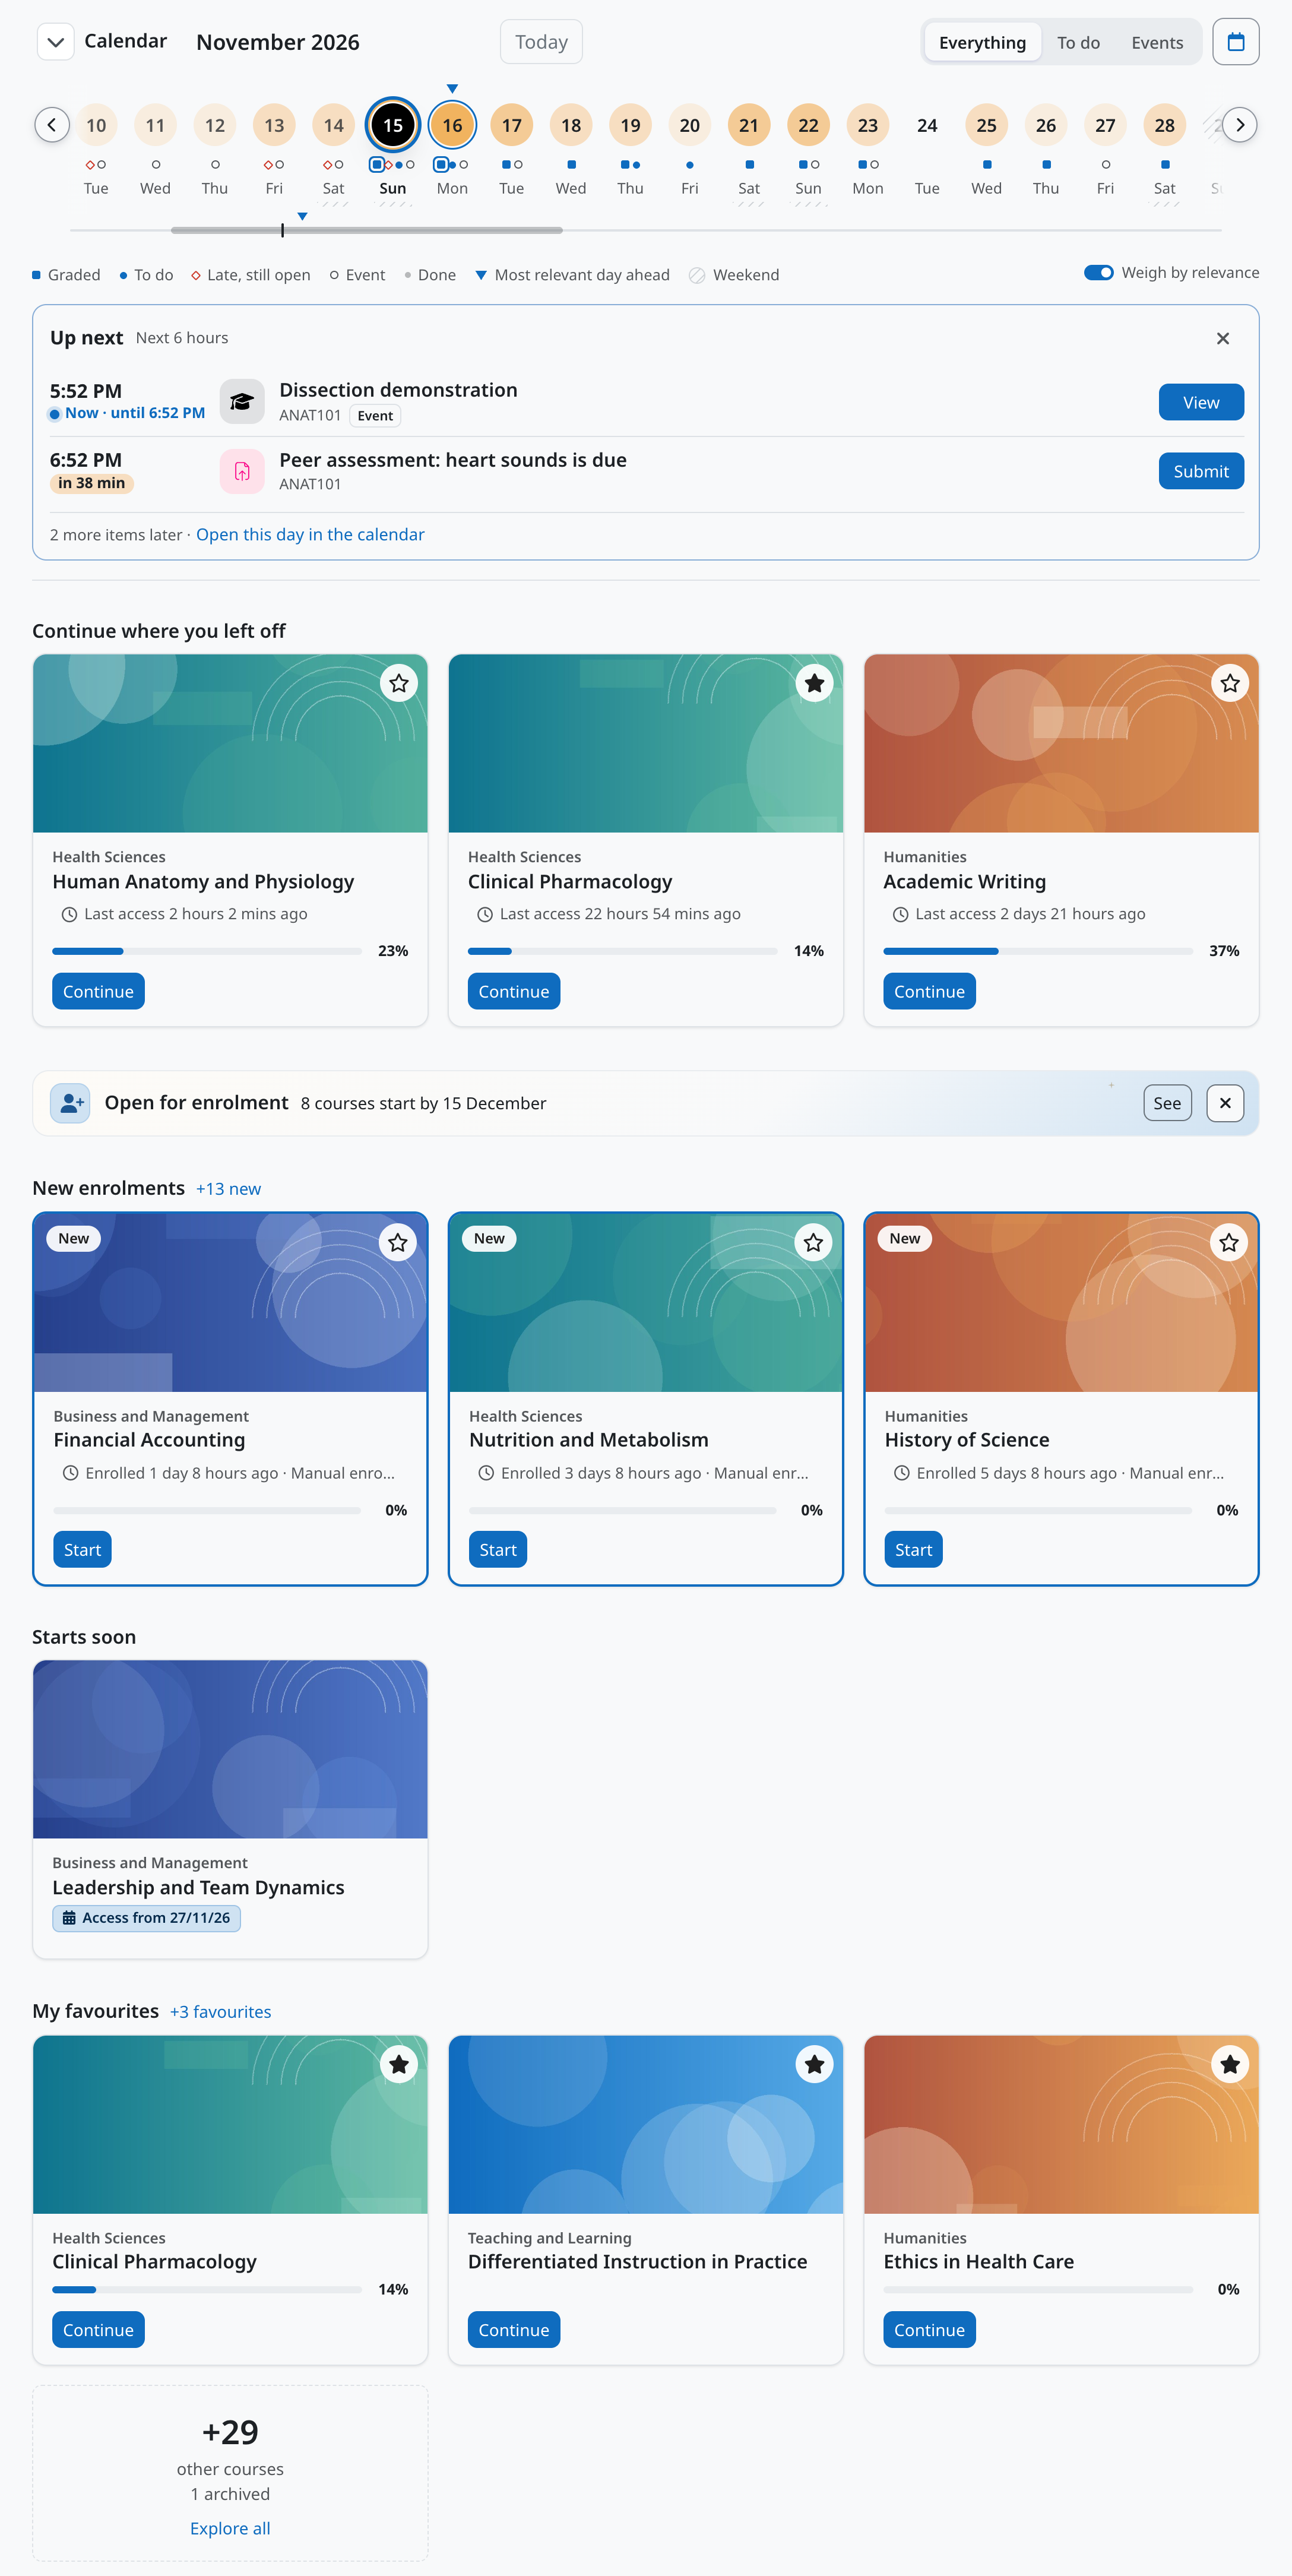 Calendar November 2026 Today Everything To do Events
10 11 12 13 14 15 16 17 18 19 20 21 22 23 24 25 26 27 28
Tue Wed Thu Fri Sat Sun Mon Tue Wed Thu Fri Sat Sun Mon Tue Wed Thu Fri Sat
Graded To do Late, still open Event Done Most relevant day ahead Weekend Weigh by relevance
Up next Next 6 hours
5:52 PM Dissection demonstration View
Now · until 6:52 PM ANAT101 Event
6:52 PM Peer assessment: heart sounds is due Submit
in 38 min ANAT101
2 more items later · Open this day in the calendar
Continue where you left off
Health Sciences
Human Anatomy and Physiology
Last access 2 hours 2 mins ago
23%
Continue
Health Sciences
Clinical Pharmacology
Last access 22 hours 54 mins ago
14%
Continue
Humanities
Academic Writing
Last access 2 days 21 hours ago
37%
Continue
Open for enrolment 8 courses start by 15 December See
New enrolments +13 new
New
Business and Management
Financial Accounting
Enrolled 1 day 8 hours ago · Manual enro...
0%
Start
New
Health Sciences
Nutrition and Metabolism
Enrolled 3 days 8 hours ago · Manual enr...
0%
Start
New
Humanities
History of Science
Enrolled 5 days 8 hours ago · Manual enr...
0%
Start
Starts soon
Business and Management
Leadership and Team Dynamics
Access from 27/11/26
My favourites +3 favourites
Health Sciences
Clinical Pharmacology
14%
Continue
Teaching and Learning
Differentiated Instruction in Practice
Continue
Humanities
Ethics in Health Care
0%
Continue
+29
other courses
1 archived
Explore all